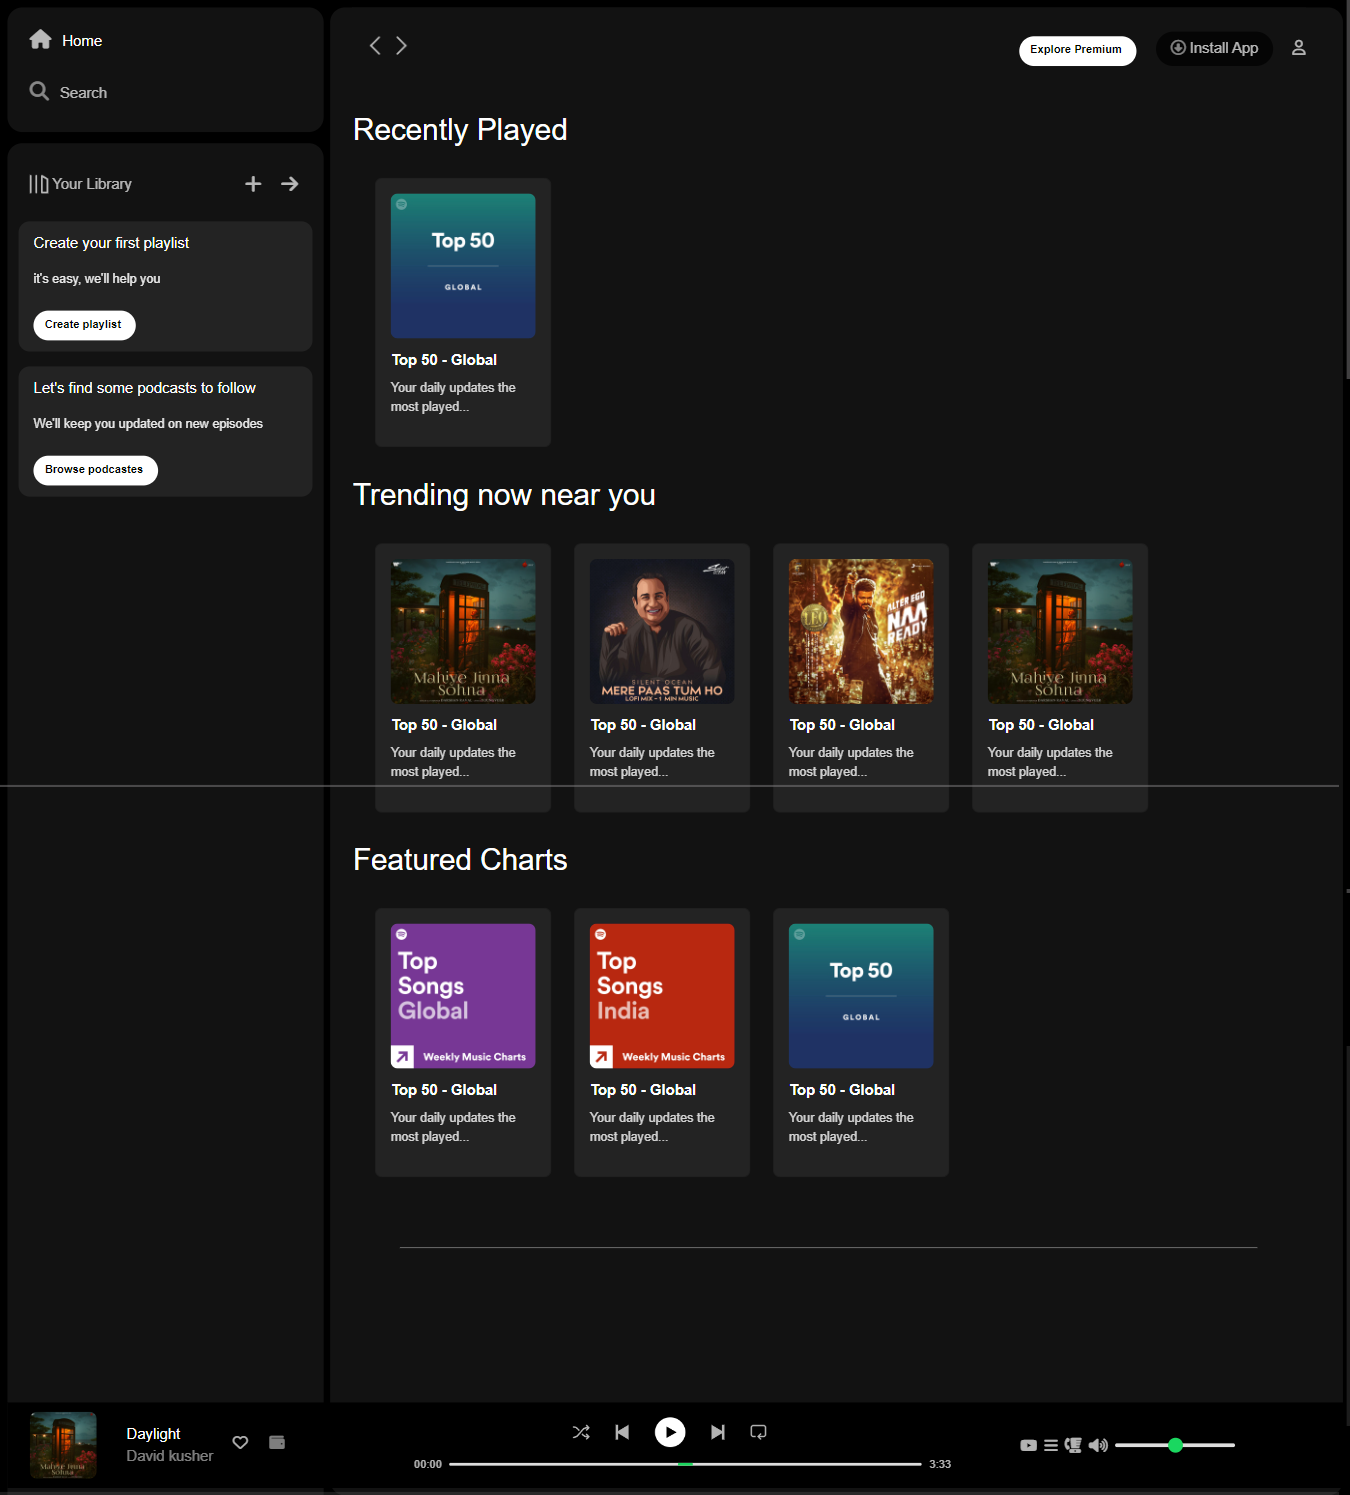 Home
Search
Your Library
Create your first playlist
it's easy, we'll help you
Create playlist
Let's find some podcasts to follow
We'll keep you updated on new episodes
Browse podcastes
Explore Premium
Install App
Recently Played
Top 50
GLOBAL
Top 50 - Global
Your daily updates the
most played...
Trending now near you
Mahiye Jinna
Sohna
Top 50 - Global
Your daily updates the
most played...
SILENT OCEAN
MERE PAAS TUM HO
LOFI MIX - 1 MIN MUSIC
Top 50 - Global
Your daily updates the
most played...
LEO
ALTER EGO
NAA
READY
Top 50 - Global
Your daily updates the
most played...
Mahiye Jinna
Sohna
Top 50 - Global
Your daily updates the
most played...
Featured Charts
Top
Songs
Global
Weekly Music Charts
Top 50 - Global
Your daily updates the
most played...
Top
Songs
India
Weekly Music Charts
Top 50 - Global
Your daily updates the
most played...
Top 50
GLOBAL
Top 50 - Global
Your daily updates the
most played...
Mahiye Jinna
Sohna
Daylight
David kusher
00:00
3:33